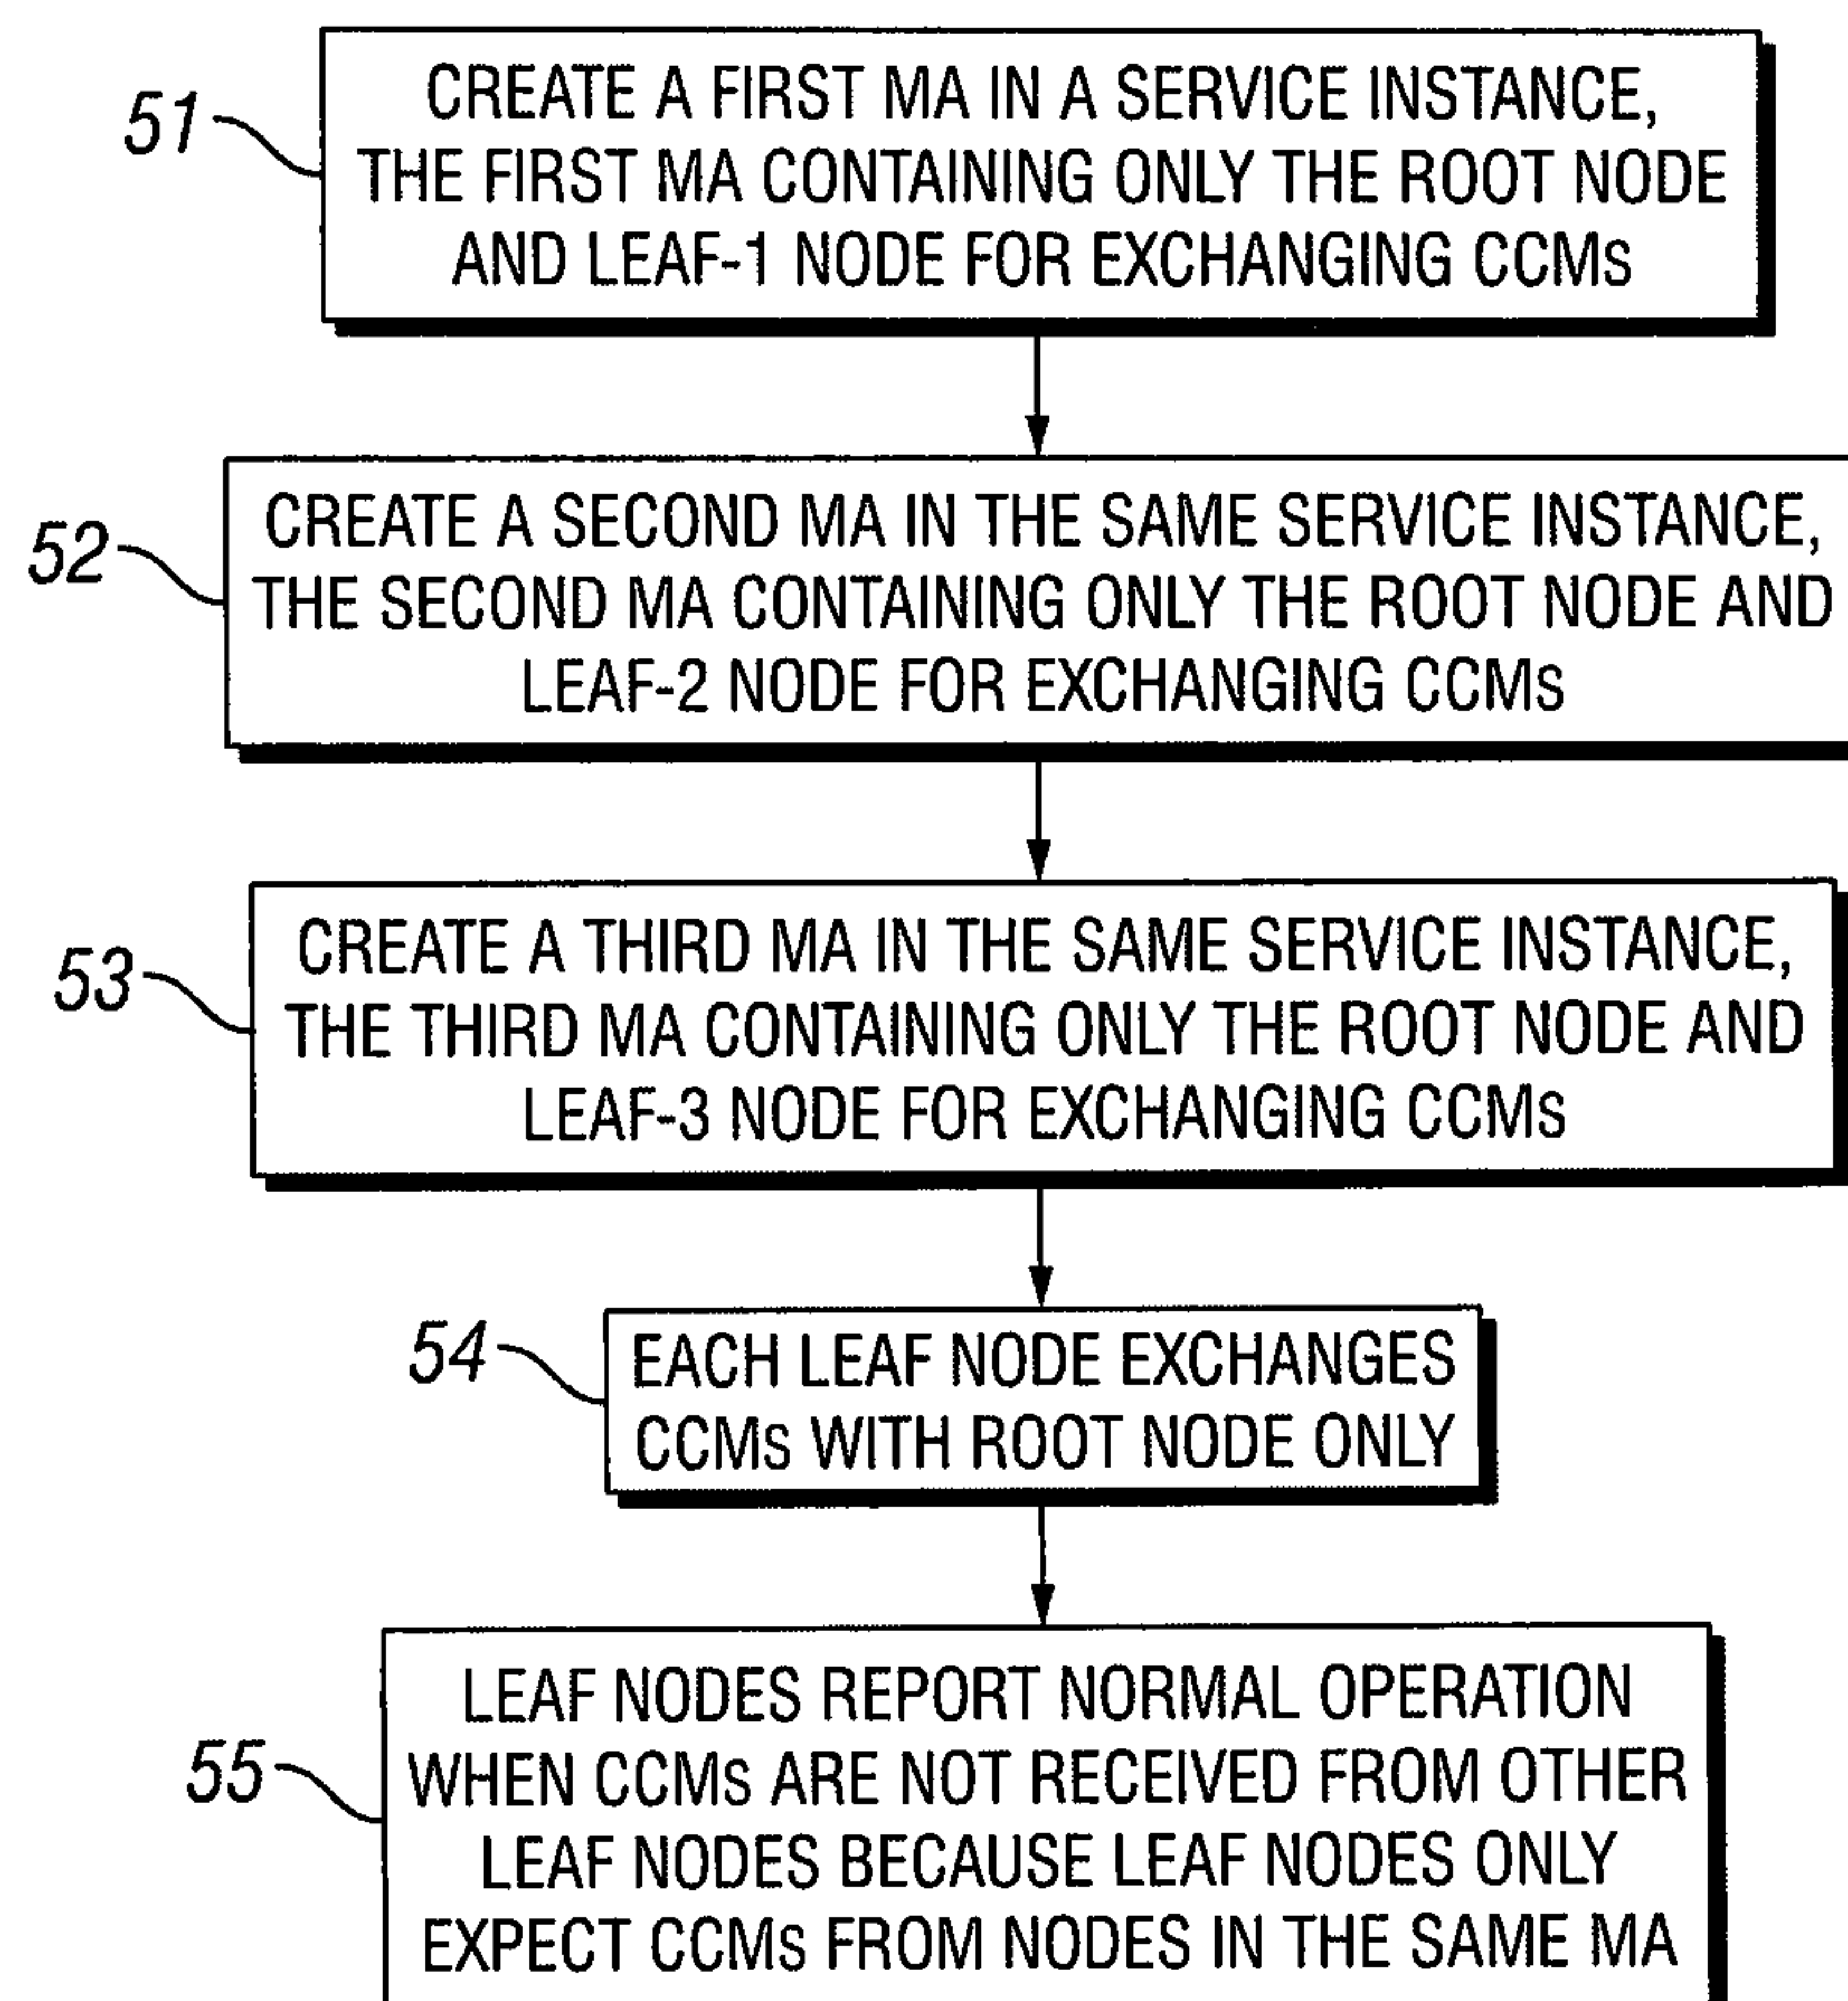 51
CREATE A FIRST MA IN A SERVICE INSTANCE,
THE FIRST MA CONTAINING ONLY THE ROOT NODE
AND LEAF-1 NODE FOR EXCHANGING CCMs
52
CREATE A SECOND MA IN THE SAME SERVICE INSTANCE,
THE SECOND MA CONTAINING ONLY THE ROOT NODE AND
LEAF-2 NODE FOR EXCHANGING CCMs
53
CREATE A THIRD MA IN THE SAME SERVICE INSTANCE,
THE THIRD MA CONTAINING ONLY THE ROOT NODE AND
LEAF-3 NODE FOR EXCHANGING CCMs
54
EACH LEAF NODE EXCHANGES
CCMs WITH ROOT NODE ONLY
55
LEAF NODES REPORT NORMAL OPERATION
WHEN CCMs ARE NOT RECEIVED FROM OTHER
LEAF NODES BECAUSE LEAF NODES ONLY
EXPECT CCMs FROM NODES IN THE SAME MA